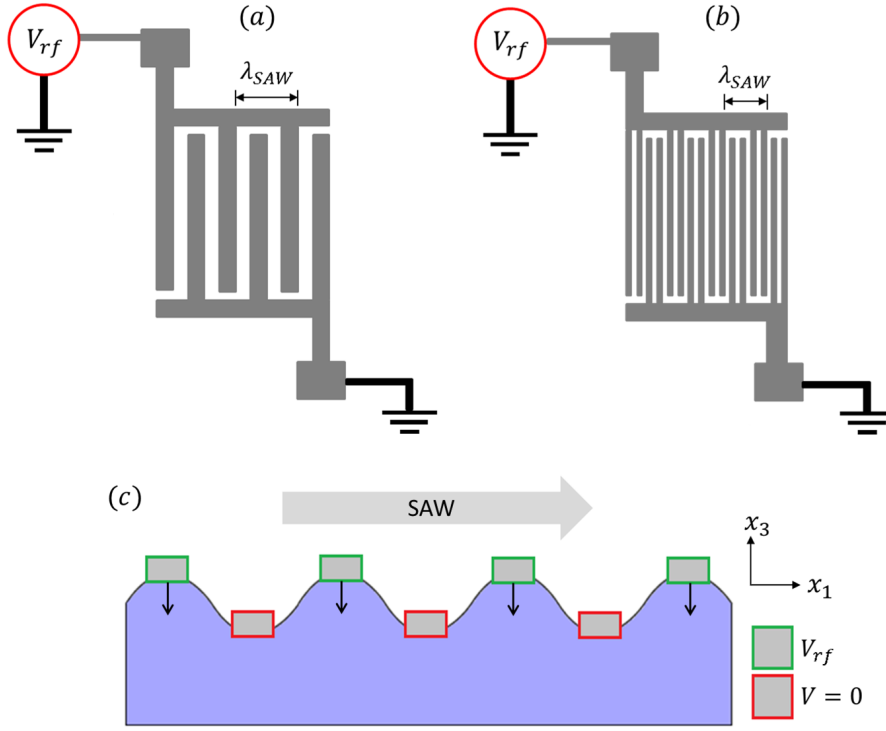 (a)
V_rf
λ_SAW
(b)
V_rf
λ_SAW
(c)
SAW
x_3
x_1
V_rf
V = 0